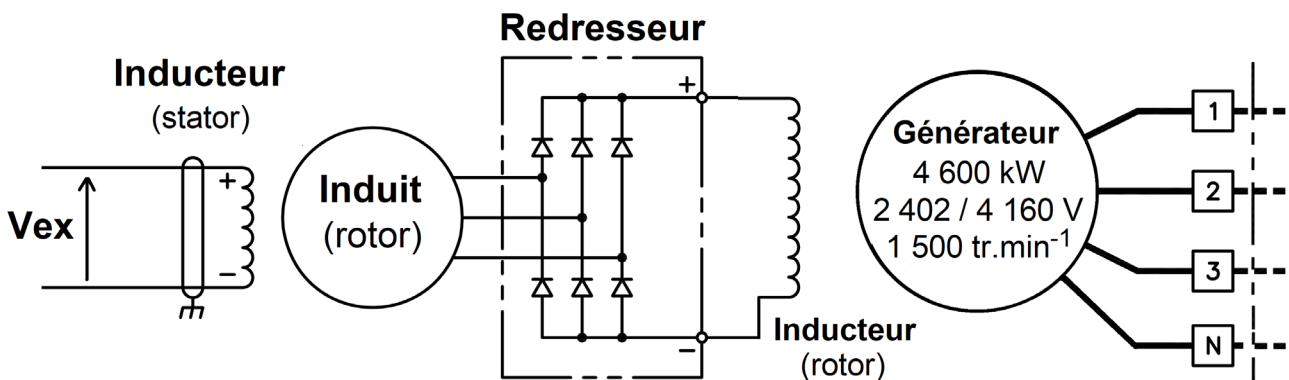 Redresseur
Inducteur
(stator)
Vex
+
−
Induit
(rotor)
+
−
Inducteur
(rotor)
Générateur
4 600 kW
2 402 / 4 160 V
1 500 tr.min-1
1
2
3
N